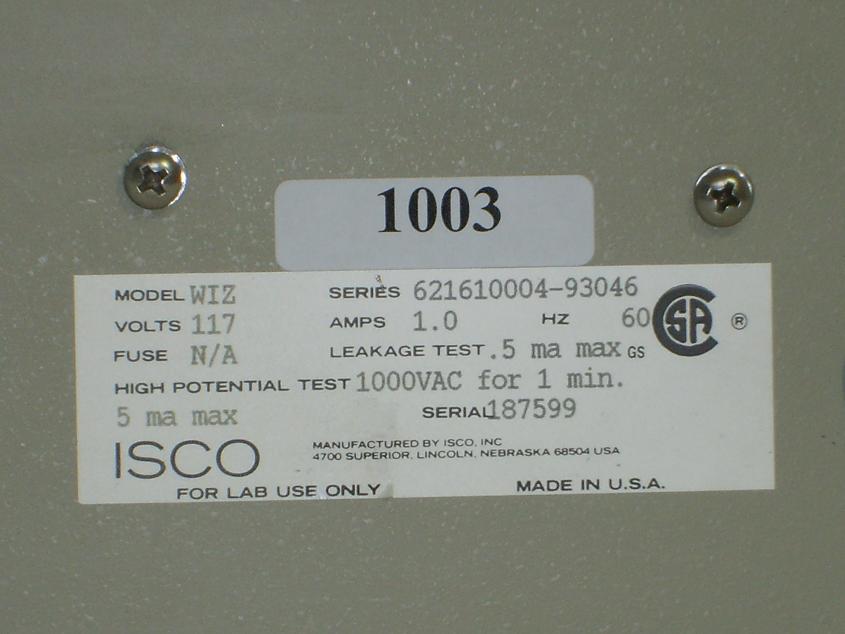 1003
MODEL WIZ SERIES 621610004-93046
VOLTS 117 AMPS 1.0 HZ 60 SA ®
FUSE N/A LEAKAGE TEST .5 ma max GS
HIGH POTENTIAL TEST 1000VAC for 1 min.
5 ma max SERIAL 187599
ISCO MANUFACTURED BY ISCO, INC
4700 SUPERIOR, LINCOLN, NEBRASKA 68504 USA
FOR LAB USE ONLY MADE IN U.S.A.